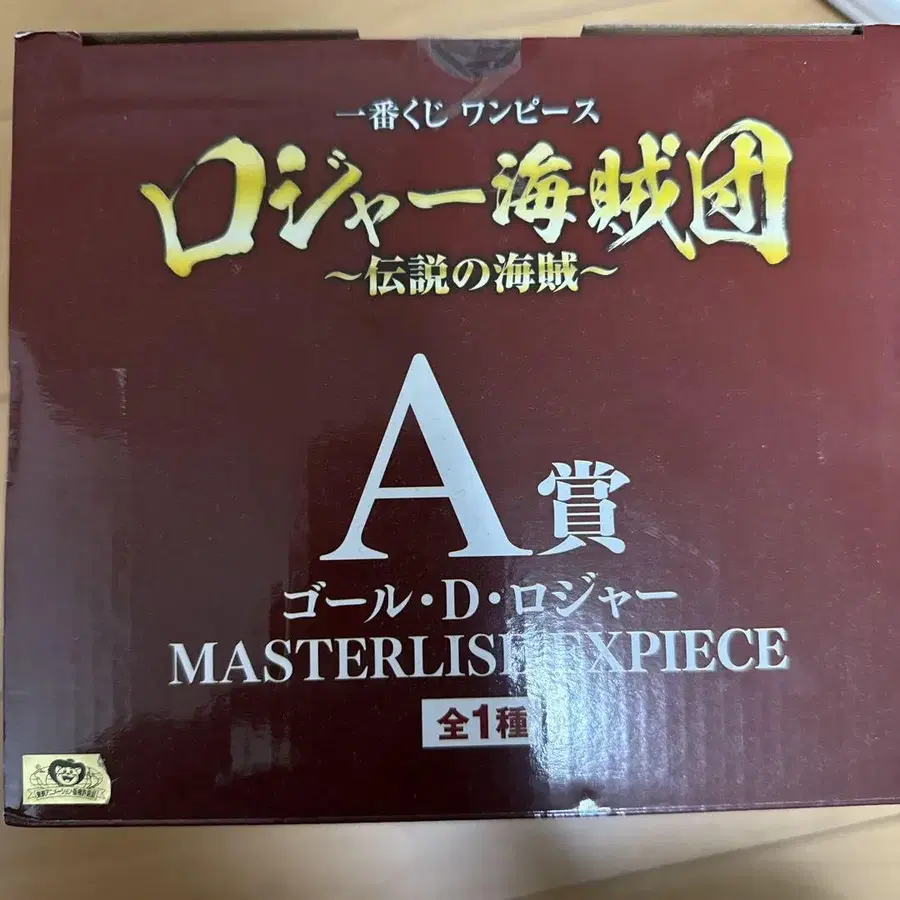 一番くじ ワンピース
ロジャー海賊団
~伝説の海賊~
A賞
ゴール・D・ロジャー
MASTERLISE EXPIECE
全1種